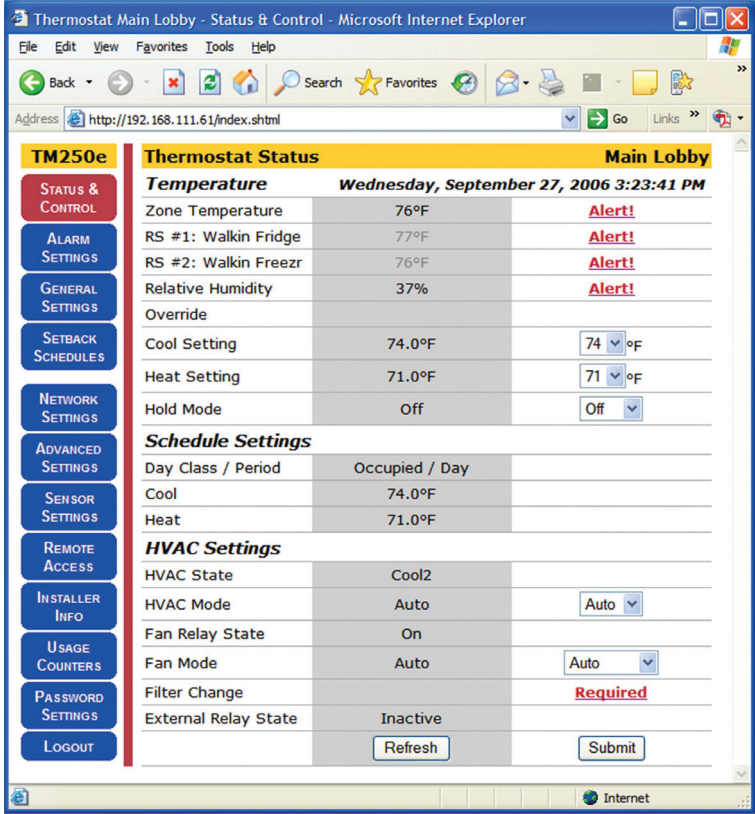 Thermostat Main Lobby - Status & Control - Microsoft Internet Explorer
File Edit View Favorites Tools Help
Back Search Favorites »
Address http://192.168.111.61/index.shtml Go Links »
TM250e
STATUS & CONTROL
ALARM SETTINGS
GENERAL SETTINGS
SETBACK SCHEDULES
NETWORK SETTINGS
ADVANCED SETTINGS
SENSOR SETTINGS
REMOTE ACCESS
INSTALLER INFO
USAGE COUNTERS
PASSWORD SETTINGS
LOGOUT
Thermostat Status Main Lobby
Temperature Wednesday, September 27, 2006 3:23:41 PM
Zone Temperature 76°F Alert!
RS #1: Walkin Fridge 77°F Alert!
RS #2: Walkin Freezr 76°F Alert!
Relative Humidity 37% Alert!
Override
Cool Setting 74.0°F 74 °F
Heat Setting 71.0°F 71 °F
Hold Mode Off Off
Schedule Settings
Day Class / Period Occupied / Day
Cool 74.0°F
Heat 71.0°F
HVAC Settings
HVAC State Cool2
HVAC Mode Auto Auto
Fan Relay State On
Fan Mode Auto Auto
Filter Change Required
External Relay State Inactive
Refresh Submit
Internet